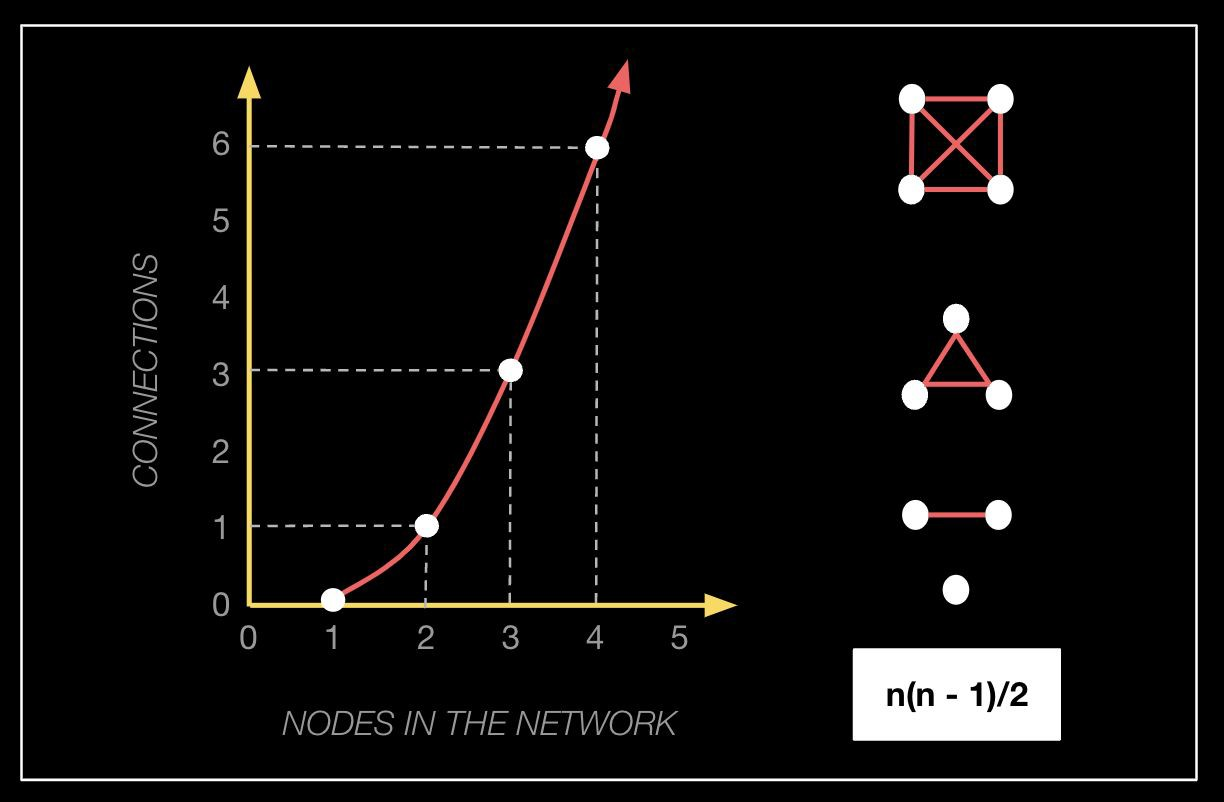 CONNECTIONS
6
5
4
3
2
1
0
0 1 2 3 4 5
NODES IN THE NETWORK
n(n - 1)/2